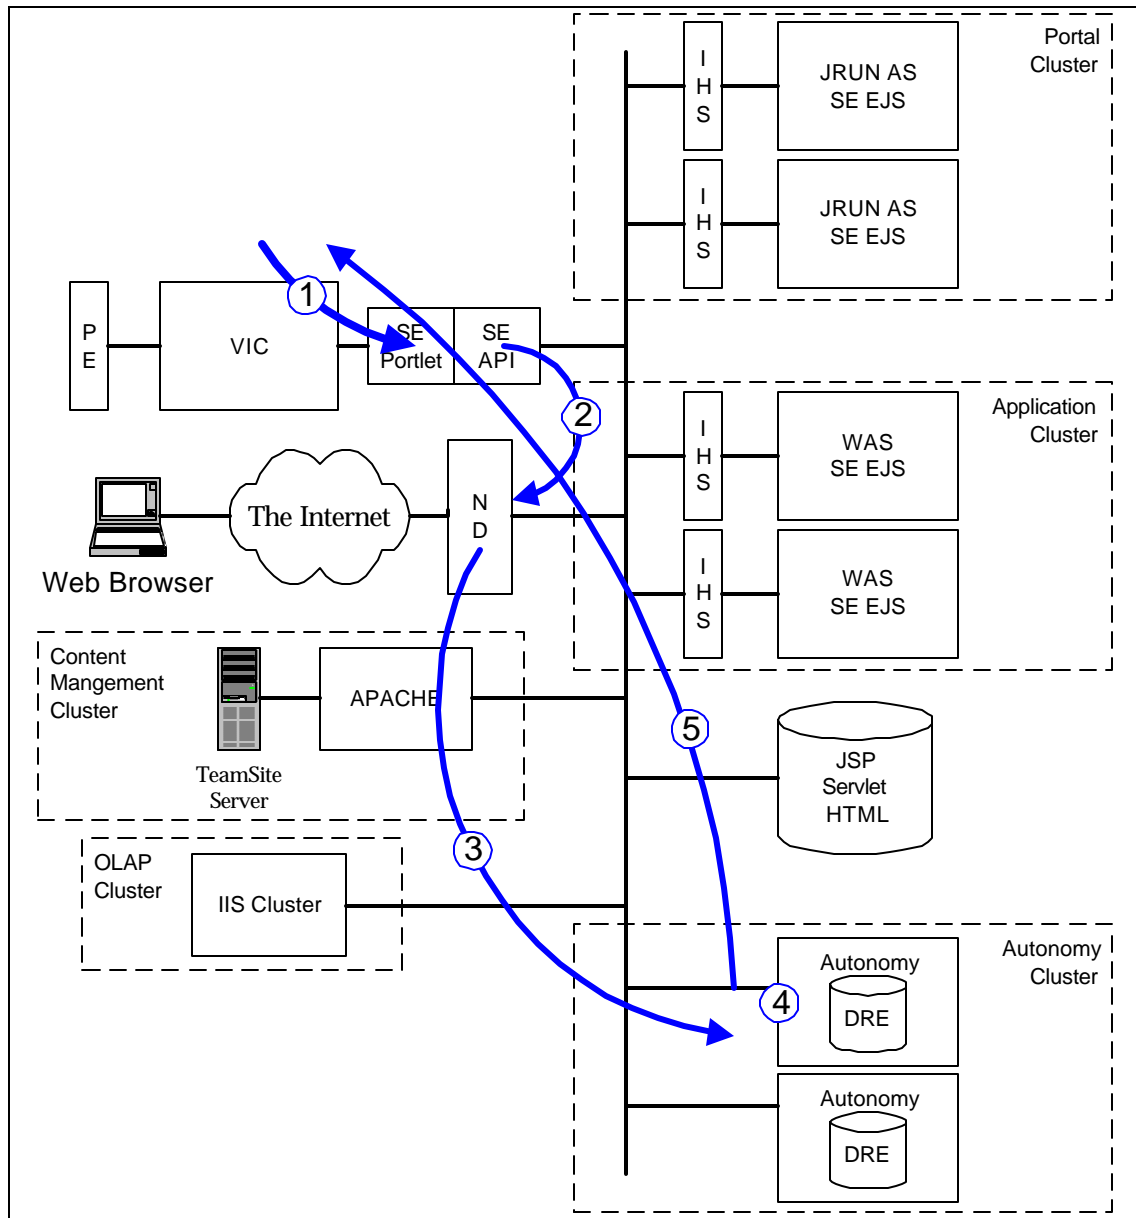 Portal
Cluster
I
H
S
JRUN AS
SE EJS
I
H
S
JRUN AS
SE EJS
1
P
E
VIC
SE
Portlet
SE
API
2
Application
Cluster
I
H
S
WAS
SE EJS
I
H
S
WAS
SE EJS
The Internet
N
D
Web Browser
Content
Mangement
Cluster
APACHE
TeamSite
Server
5
JSP
Servlet
HTML
3
OLAP
Cluster
IIS Cluster
Autonomy
Cluster
4
Autonomy
DRE
Autonomy
DRE